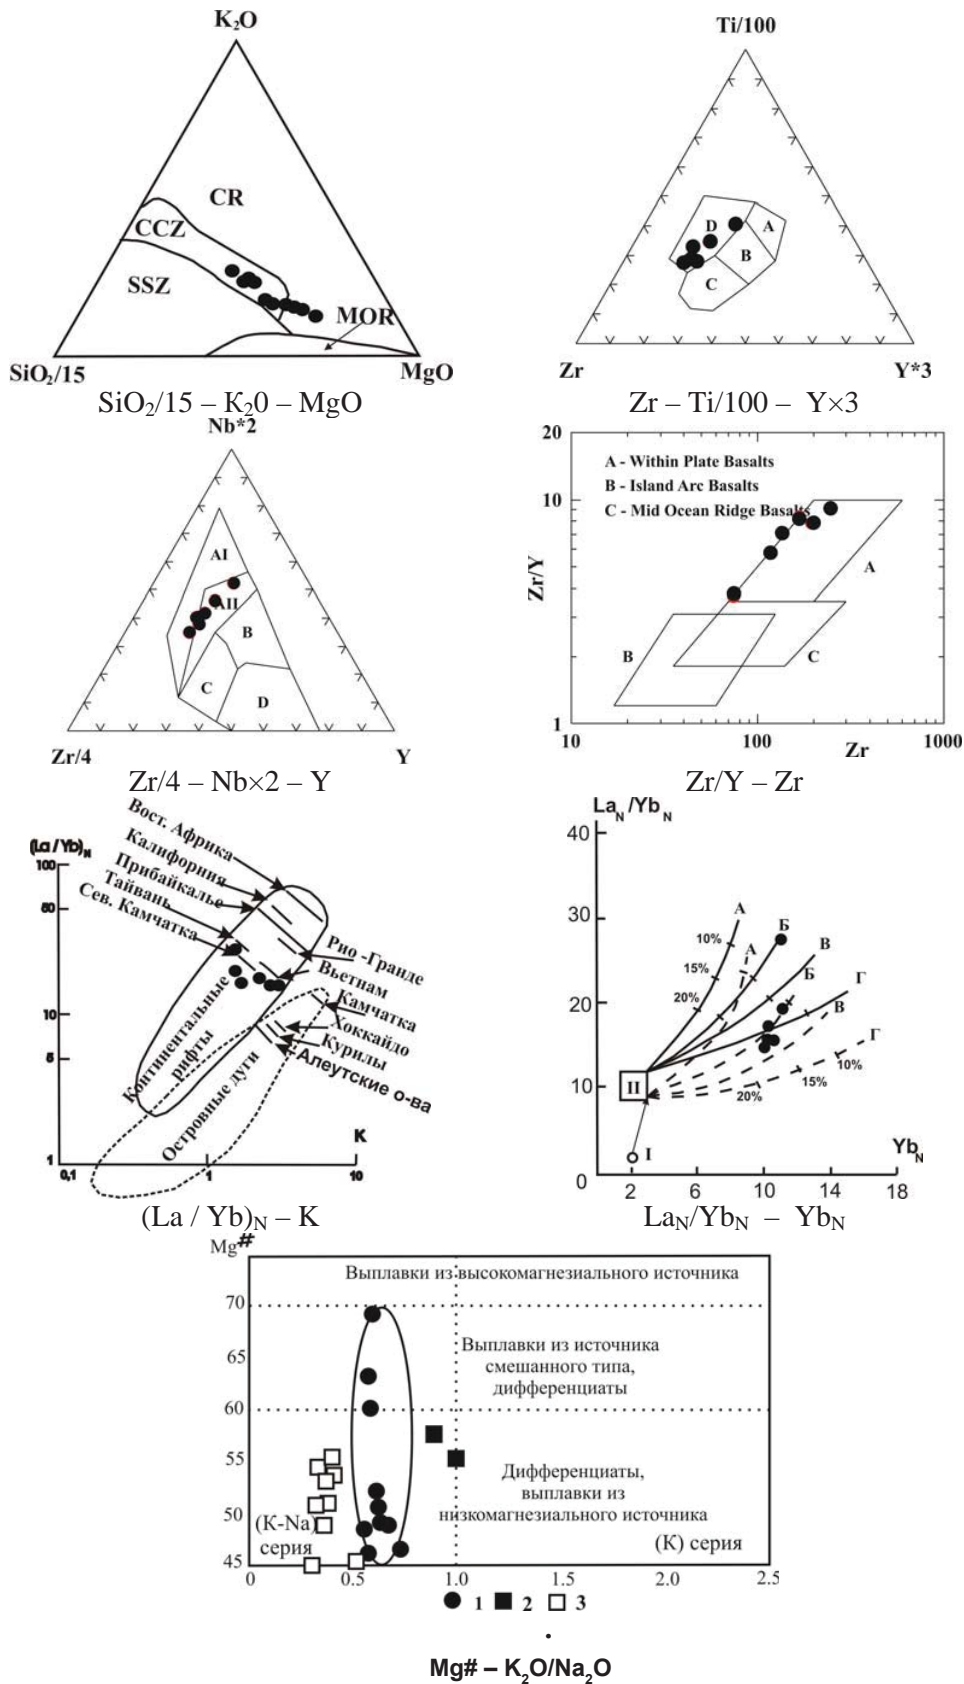 K₂O
CR
CCZ
SSZ
MOR
SiO₂/15
MgO
SiO₂/15 – K₂0 – MgO
Ti/100
D
A
B
C
Zr
Y*3
Zr – Ti/100 – Y×3
Nb*2
AI
AII
B
C
D
Zr/4
Y
Zr/4 – Nb×2 – Y
20
A - Within Plate Basalts
B - Island Arc Basalts
C - Mid Ocean Ridge Basalts
10
Zr/Y
A
B
C
1
10
100
Zr
1000
Zr/Y – Zr
(La / Yb)N
100
50
10
5
1
0,1
1
10
K
Вост. Африка
Калифорния
Прибайкалье
Тайвань
Сев. Камчатка
Рио -Гранде
Вьетнам
Камчатка
Хоккайдо
Курилы
Алеутские о-ва
Континентальные
рифты
Островные дуги
(La / Yb)N – K
LaN /YbN
40
30
20
10
0
А
Б
В
Г
А
Б
В
Г
10%
15%
20%
10%
15%
20%
II
I
YbN
2
6
10
14
18
LaN/YbN – YbN
Mg#
Выплавки из высокомагнезиального источника
70
65
Выплавки из источника
смешанного типа,
дифференциаты
60
55
Дифференциаты,
выплавки из
низкомагнезиального источника
50
(K-Na)
серия
(К) серия
45
0
0.5
1.0
1.5
2.0
2.5
1
2
3
Mg# – K₂O/Na₂O